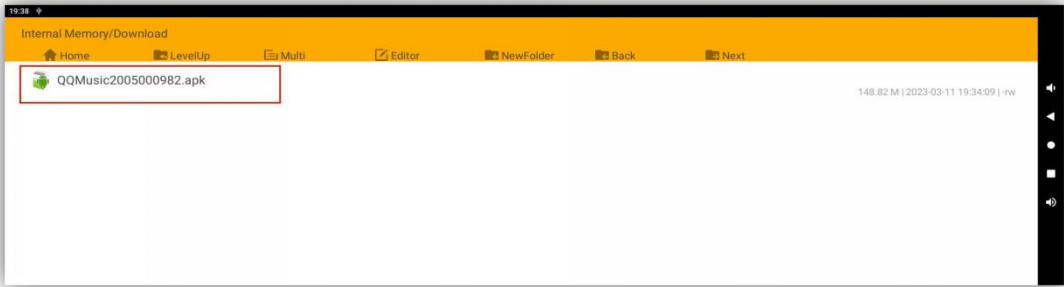 19:38
Internal Memory/Download
Home LevelUp Multi Editor NewFolder Back Next
QQMusic2005000982.apk
148.82 M | 2023-03-11 19:34:09 | -rw